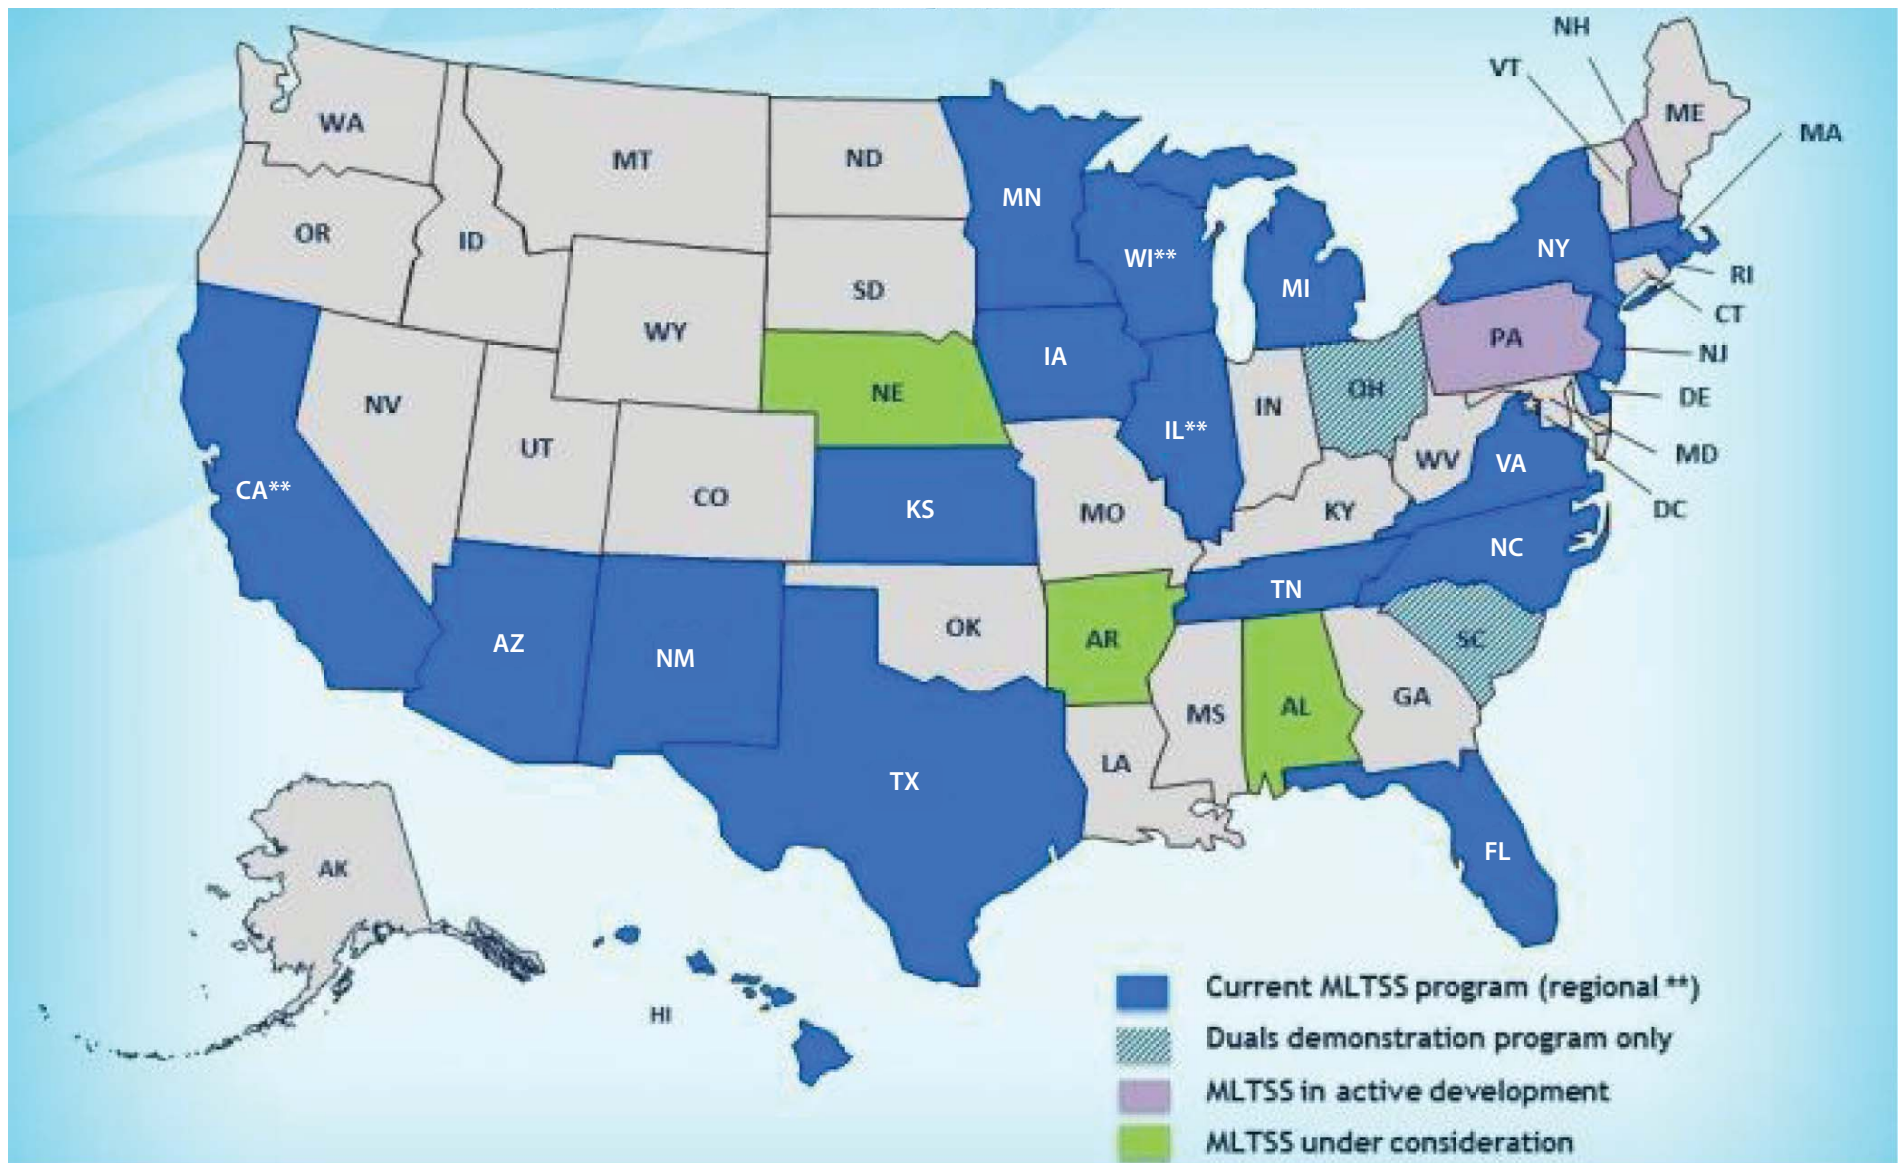 NH
VT
ME
WA
MA
MT
ND
MN
OR
ID
NY
WI**
RI
SD
MI
CT
WY
PA
NJ
IA
OH
NE
DE
NV
IN
IL**
UT
MD
WV
VA
CA**
CO
KS
MO
KY
DC
NC
TN
OK
AR
SC
AZ
NM
GA
AL
MS
LA
TX
FL
AK
HI
Current MLTSS program (regional **)
Duals demonstration program only
MLTSS in active development
MLTSS under consideration